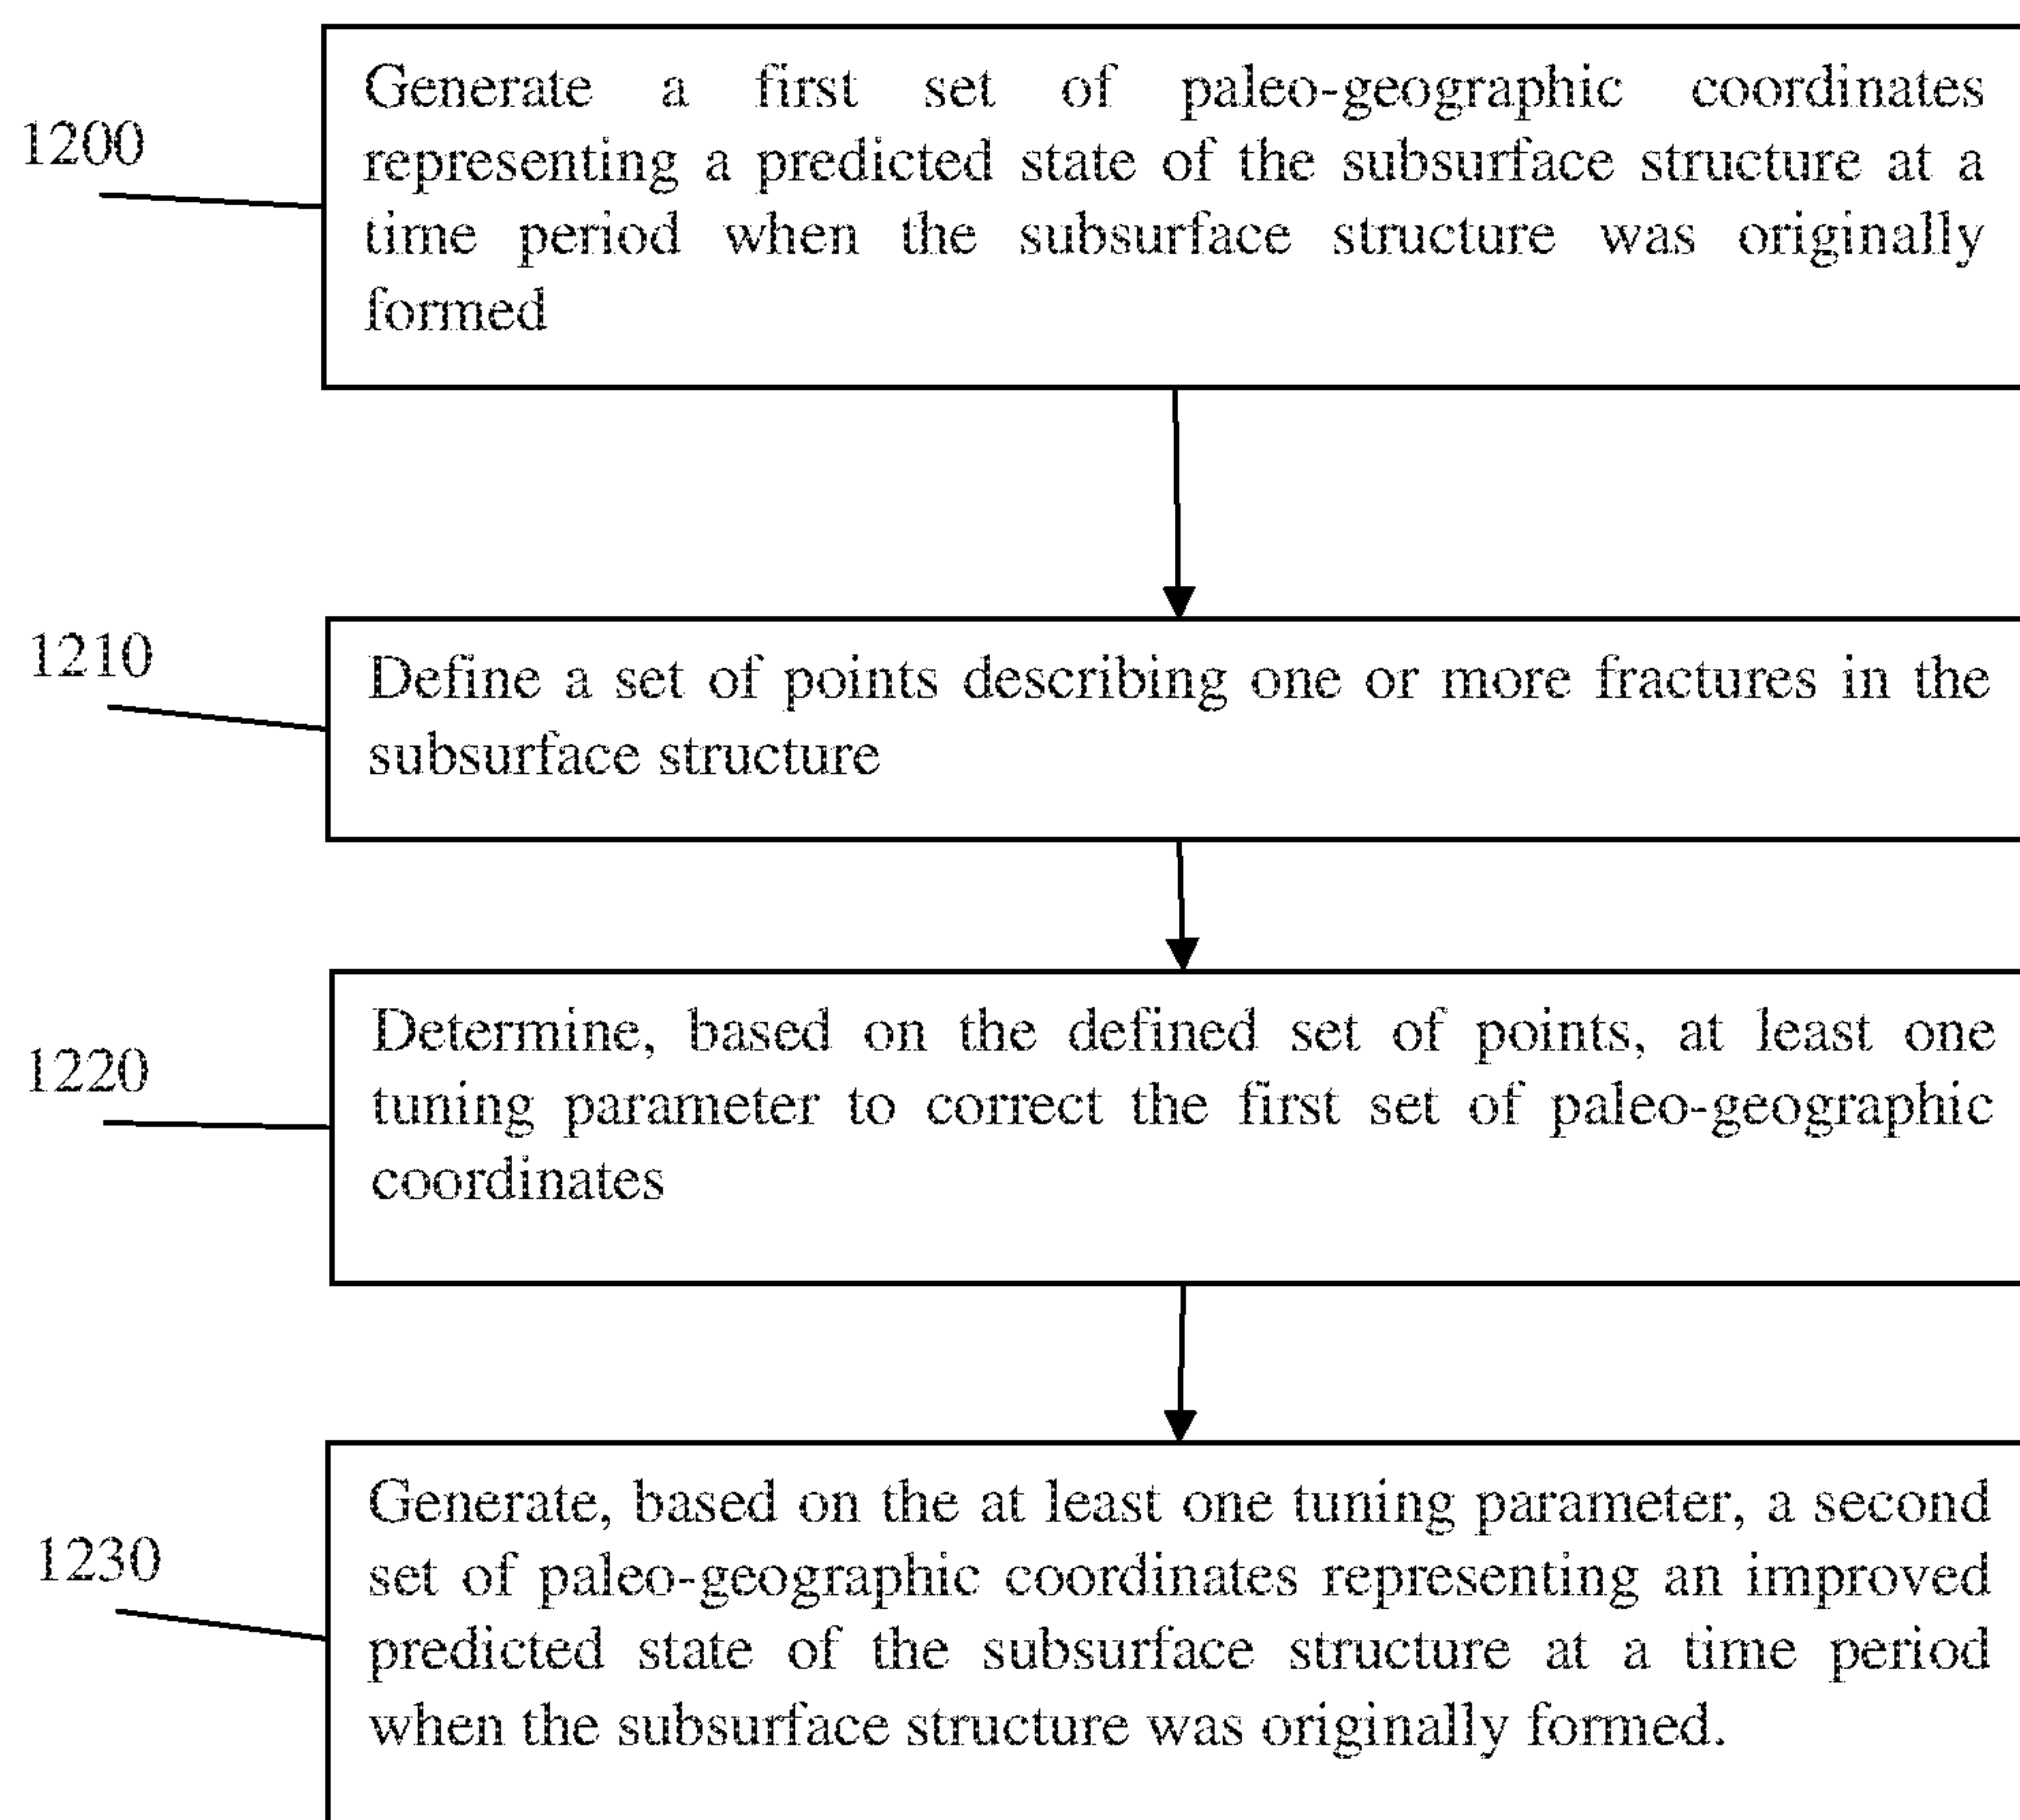 1200
Generate a first set of paleo-geographic coordinates
representing a predicted state of the subsurface structure at a
time period when the subsurface structure was originally
formed
1210
Define a set of points describing one or more fractures in the
subsurface structure
1220
Determine, based on the defined set of points, at least one
tuning parameter to correct the first set of paleo-geographic
coordinates
1230
Generate, based on the at least one tuning parameter, a second
set of paleo-geographic coordinates representing an improved
predicted state of the subsurface structure at a time period
when the subsurface structure was originally formed.